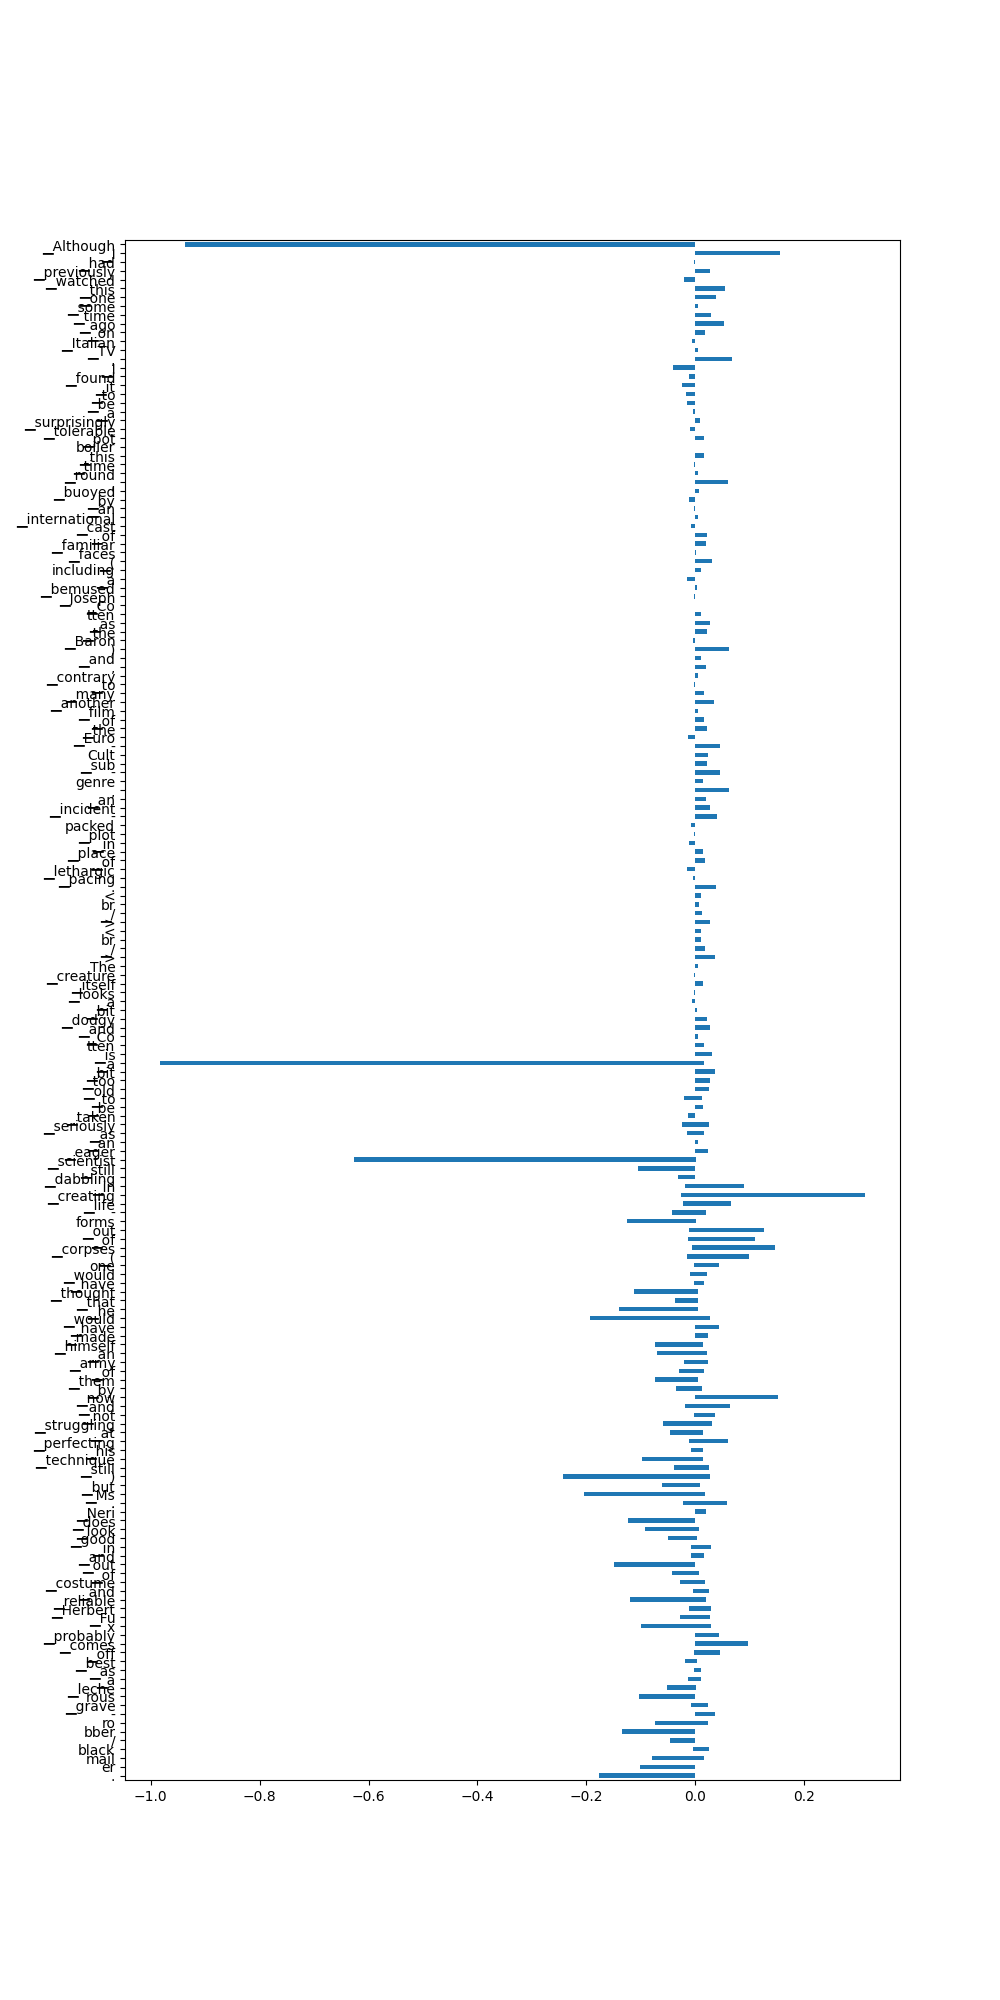 _Although
_I
_had
_previously
_watched
_this
_one
_some
_time
_ago
_on
_Italian
_TV
_,
_I
_found
_it
_to
_be
_a
_surprisingly
_tolerable
_pot
boiler
_this
_time
_round
,
_buoyed
_by
_an
_international
_cast
_of
_familiar
_faces
_(
including
_a
_bemused
_Joseph
_Co
tten
_as
_the
_Baron
_)
_and
,
_contrary
_to
_many
_another
_film
_of
_the
_Euro
_-
Cult
_sub
_-
genre
,
_an
_incident
_-
packed
_plot
_in
_place
_of
_lethargic
_pacing
_.
<
br
_/
>
<
br
_/
>
The
_creature
_itself
_looks
_a
_bit
_dodgy
_and
_Co
tten
_is
_a
_bit
_too
_old
_to
_be
_taken
_seriously
_as
_an
_eager
_scientist
_still
_dabbling
_in
_creating
_life
_-
forms
_out
_of
_corpses
_(
one
_would
_have
_thought
_that
_he
_would
_have
_made
_himself
_an
_army
_of
_them
_by
_now
_and
_not
_struggling
_at
_perfecting
_his
_technique
_still
_)
_but
_Ms
_.
_Neri
_does
_look
_good
_in
_and
_out
_of
_costume
_and
_reliable
_Herbert
_Fu
_x
_probably
_comes
_off
_best
_as
_a
_leche
_rous
_grave
_-
ro
bber
/
black
mail
er
.
−1.0 −0.8 −0.6 −0.4 −0.2 0.0 0.2